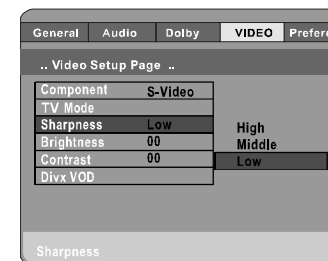 General Audio Dolby VIDEO Prefer
.. Video Setup Page ..
Component S-Video
TV Mode
Sharpness Low
Brightness 00
Contrast 00
Divx VOD
High
Middle
Low
Sharpness